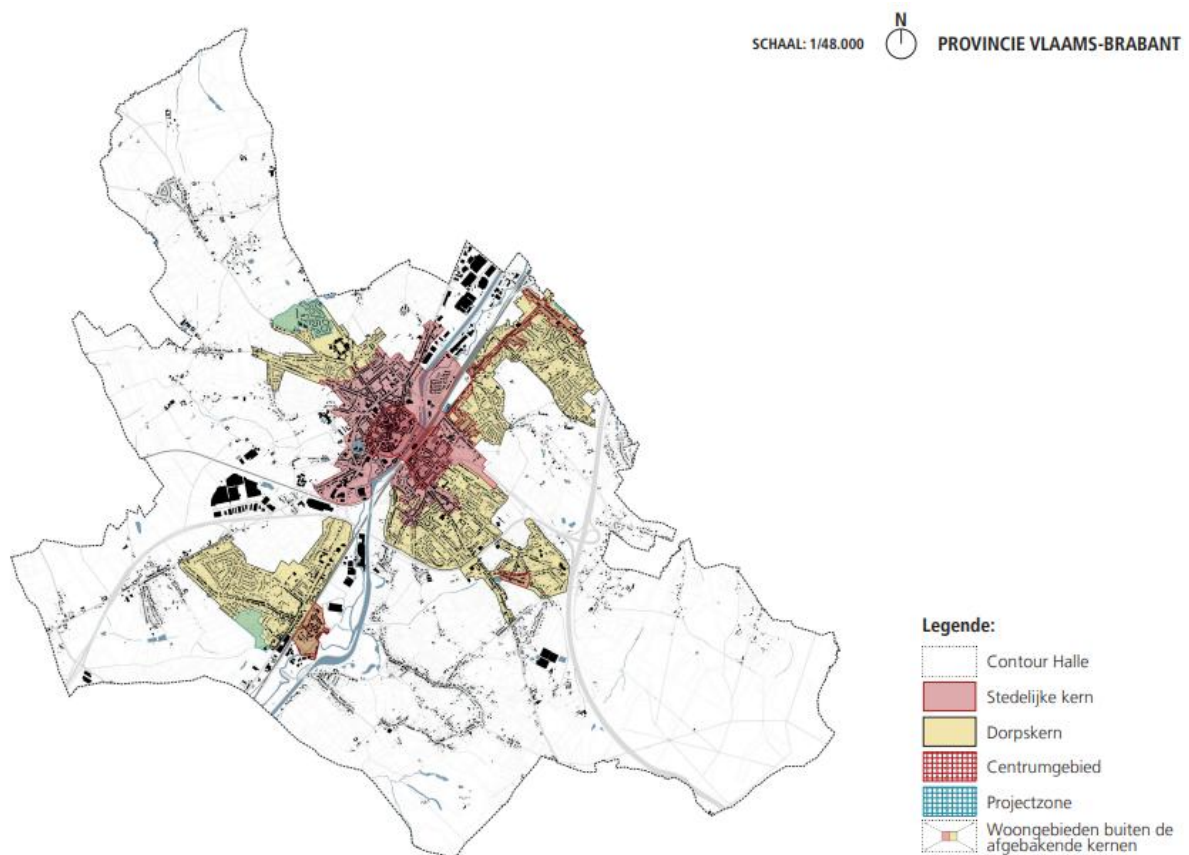 N
SCHAAL: 1/48.000
PROVINCIE VLAAMS-BRABANT
Legende:
Contour Halle
Stedelijke kern
Dorpskern
Centrumgebied
Projectzone
Woongebieden buiten de
afgebakende kernen